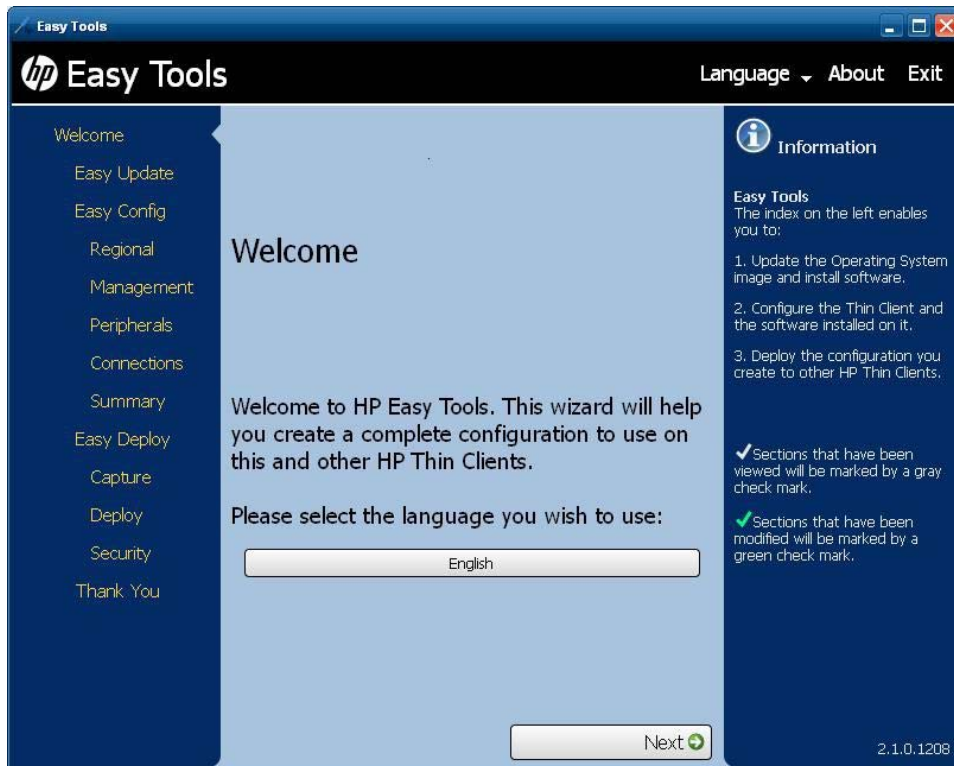 Easy Tools
hp Easy Tools
Language About Exit
Welcome
Easy Update
Easy Config
Regional
Management
Peripherals
Connections
Summary
Easy Deploy
Capture
Deploy
Security
Thank You
Welcome
Welcome to HP Easy Tools. This wizard will help
you create a complete configuration to use on
this and other HP Thin Clients.
Please select the language you wish to use:
English
Next
Information
Easy Tools
The index on the left enables
you to:
1. Update the Operating System
image and install software.
2. Configure the Thin Client and
the software installed on it.
3. Deploy the configuration you
create to other HP Thin Clients.
Sections that have been
viewed will be marked by a gray
check mark.
Sections that have been
modified will be marked by a
green check mark.
2.1.0.1208